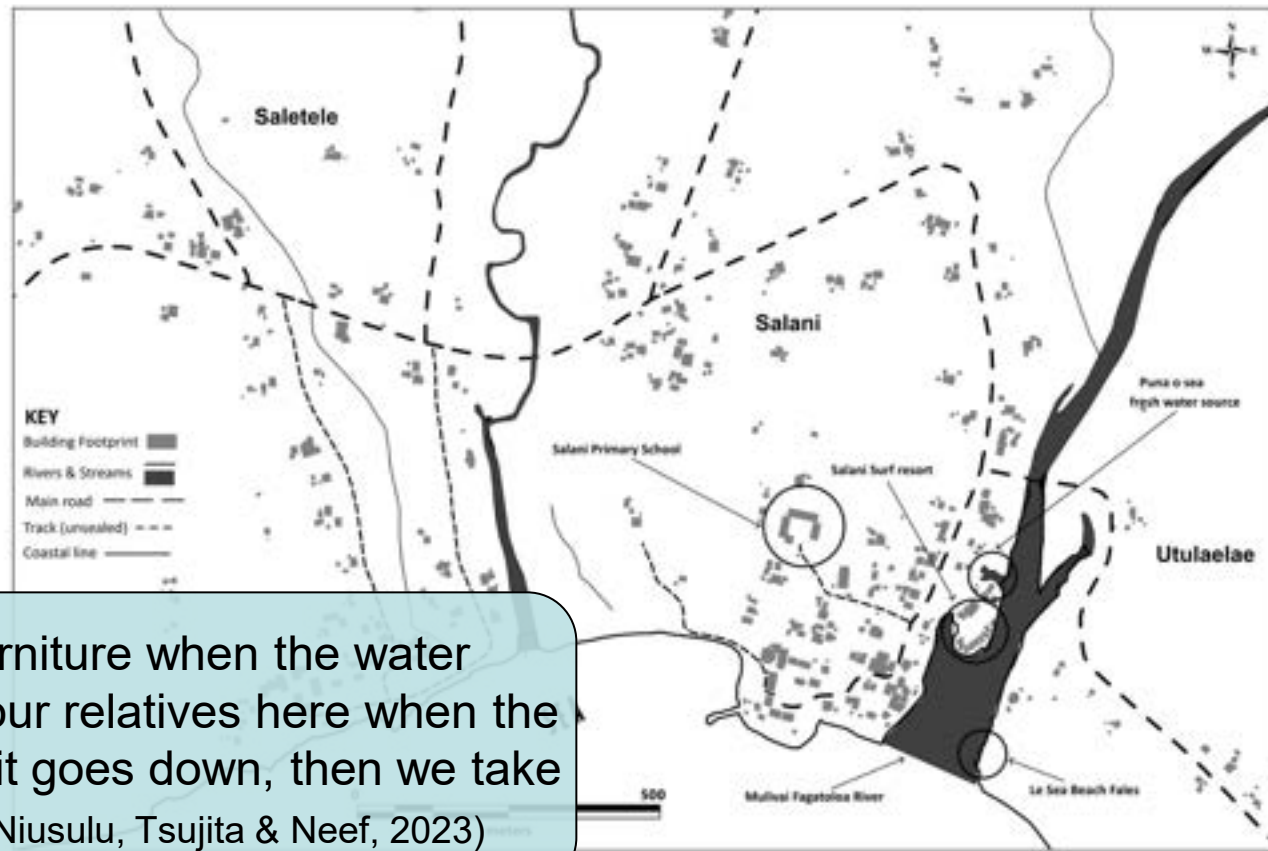 Saletele
Salani
Puna o sea
fresh water source
KEY
Building Footprint
Rivers & Streams
Main road
Track (unsealed)
Coastal line
Salani Primary School
Salani Surf resort
Utulaelae
rniture when the water
our relatives here when the
it goes down, then we take
Niusulu, Tsujita & Neef, 2023)
500
meters
Mulivai Fagatoloa River
Le Sea Beach Fales
W
E